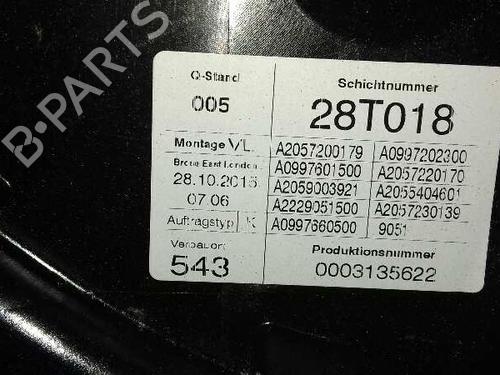 B-PARTS
Q-Stand
005
Schichtnummer
28T018
Montage VL
Brose East London
28.10.2015
07.06
Auftragstyp K
Verbauort
543
A2057200179 A0997202300
A0997601500 A2057220170
A2059003921 A2055404601
A2229051500 A2057230139
A0997660500 9051
Produktionsnummer
0003135622